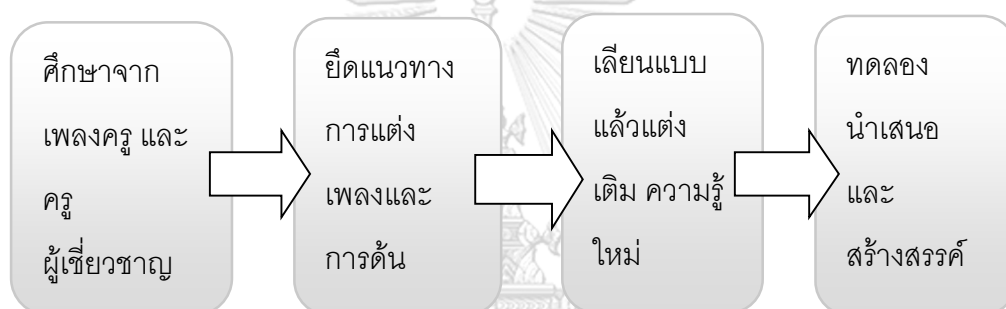 ศึกษาจาก
เพลงครู และ
ครู
ผู้เชี่ยวชาญ
ยึดแนวทาง
การแต่ง
เพลงและ
การด้น
เลียนแบบ
แล้วแต่ง
เติม ความรู้
ใหม่
ทดลอง
นำเสนอ
และ
สร้างสรรค์